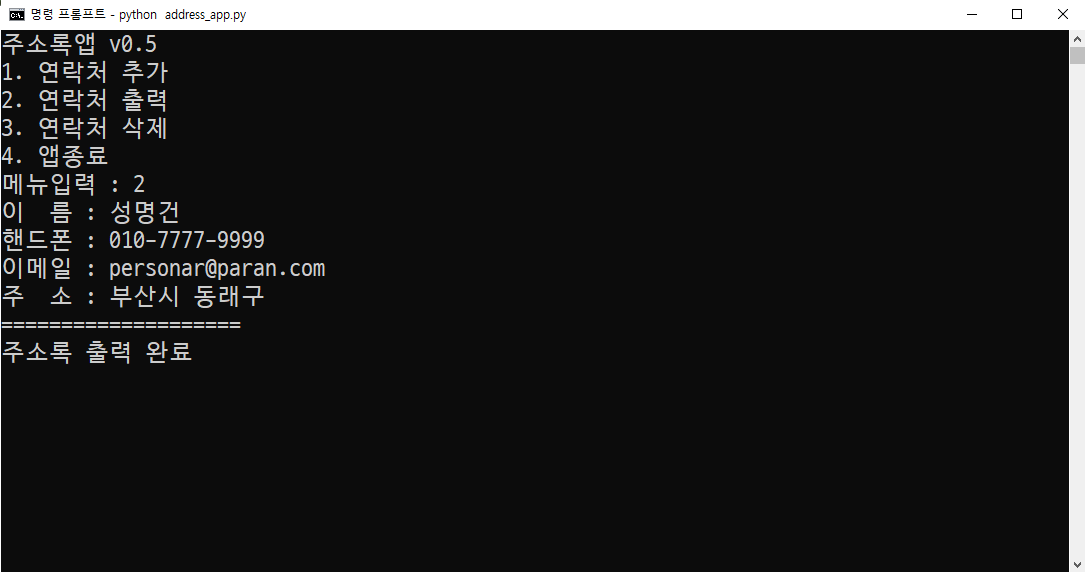 명령 프롬프트 - python  address_app.py
주소록앱 v0.5
1. 연락처 추가
2. 연락처 출력
3. 연락처 삭제
4. 앱종료
메뉴입력 : 2
이  름 : 성명건
핸드폰 : 010-7777-9999
이메일 : personar@paran.com
주  소 : 부산시 동래구
====================
주소록 출력 완료